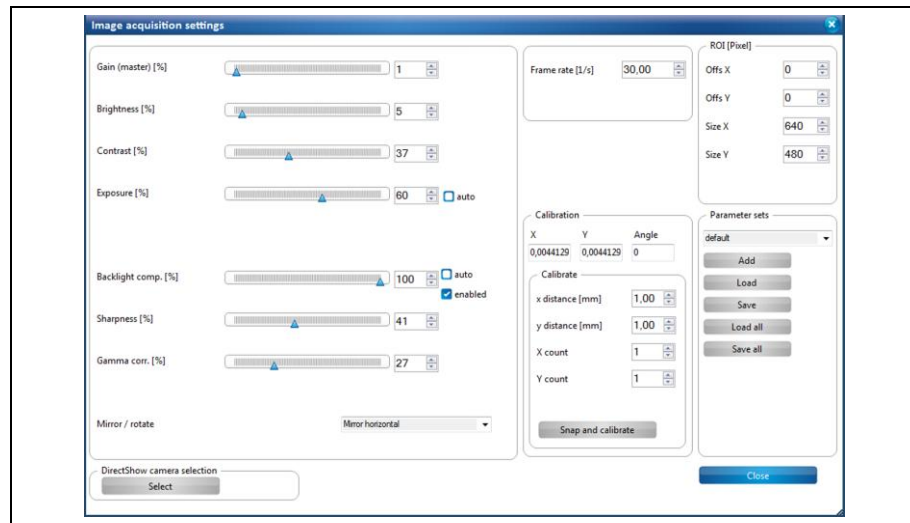 Image acquisition settings
Gain (master) [%]
1
Brightness [%]
5
Contrast [%]
37
Exposure [%]
60
auto
Backlight comp. [%]
100
auto
enabled
Sharpness [%]
41
Gamma corr. [%]
27
Mirror / rotate
Mirror horizontal
DirectShow camera selection
Select
Frame rate [1/s]
30,00
Calibration
X Y Angle
0,0044129 0,0044129 0
Calibrate
x distance [mm]
1,00
y distance [mm]
1,00
X count
1
Y count
1
Snap and calibrate
ROI [Pixel]
Offs X
0
Offs Y
0
Size X
640
Size Y
480
Parameter sets
default
Add
Load
Save
Load all
Save all
Close